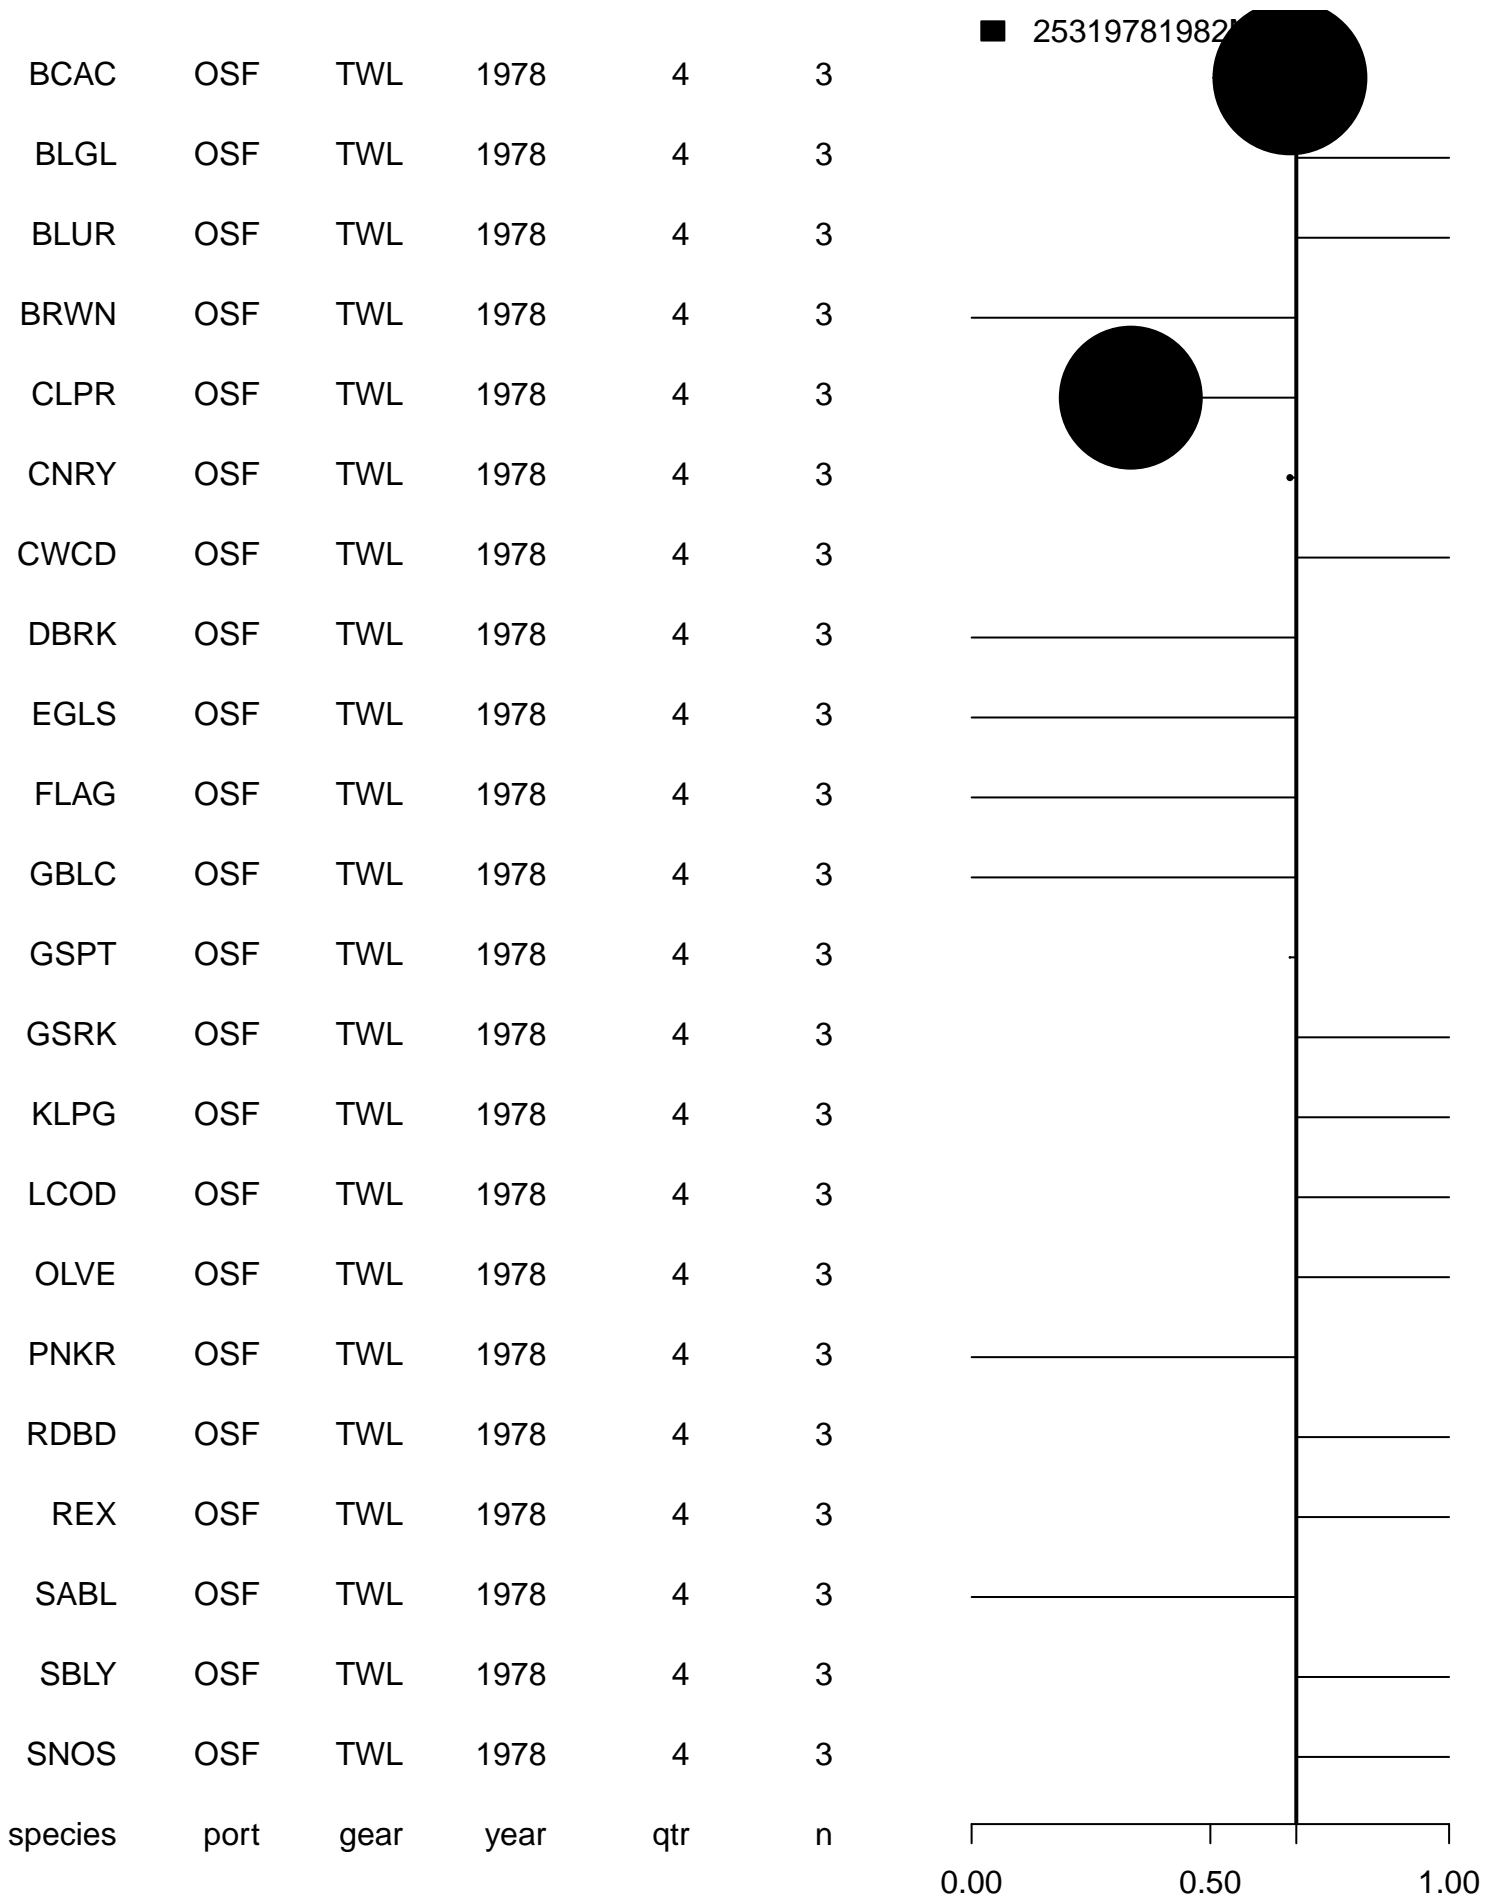 25319781982
BCAC OSF TWL 1978 4 3
BLGL OSF TWL 1978 4 3
BLUR OSF TWL 1978 4 3
BRWN OSF TWL 1978 4 3
CLPR OSF TWL 1978 4 3
CNRY OSF TWL 1978 4 3
CWCD OSF TWL 1978 4 3
DBRK OSF TWL 1978 4 3
EGLS OSF TWL 1978 4 3
FLAG OSF TWL 1978 4 3
GBLC OSF TWL 1978 4 3
GSPT OSF TWL 1978 4 3
GSRK OSF TWL 1978 4 3
KLPG OSF TWL 1978 4 3
LCOD OSF TWL 1978 4 3
OLVE OSF TWL 1978 4 3
PNKR OSF TWL 1978 4 3
RDBD OSF TWL 1978 4 3
REX OSF TWL 1978 4 3
SABL OSF TWL 1978 4 3
SBLY OSF TWL 1978 4 3
SNOS OSF TWL 1978 4 3
species port gear year qtr n
0.00 0.50 1.00